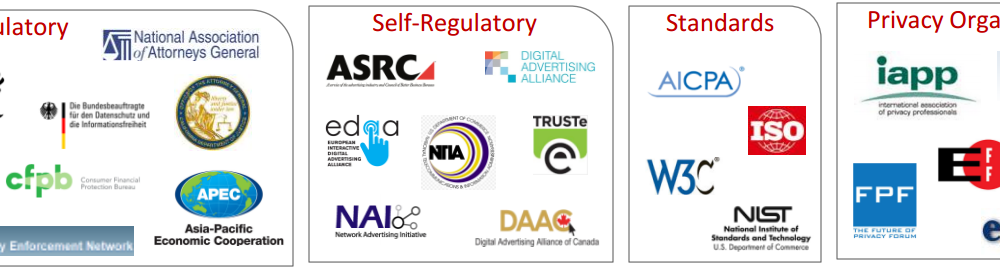 ulatory
National Association
of Attorneys General
Die Bundesbeauftragte
für den Datenschutz und
die Informationsfreiheit
cfpb Consumer Financial
Protection Bureau
APEC
Asia-Pacific
Economic Cooperation
y Enforcement Network
Self-Regulatory
ASRC
DIGITAL
ADVERTISING
ALLIANCE
edaa
EUROPEAN
INTERACTIVE
DIGITAL
ADVERTISING
ALLIANCE
NTIA
TRUSTe
e
NAI
Network Advertising Initiative
DAAC
Digital Advertising Alliance of Canada
Standards
AICPA
ISO
W3C
NIST
National Institute of
Standards and Technology
U.S. Department of Commerce
Privacy Orga
iapp
international association
of privacy professionals
FPF
THE FUTURE OF
PRIVACY FORUM
EFF
e